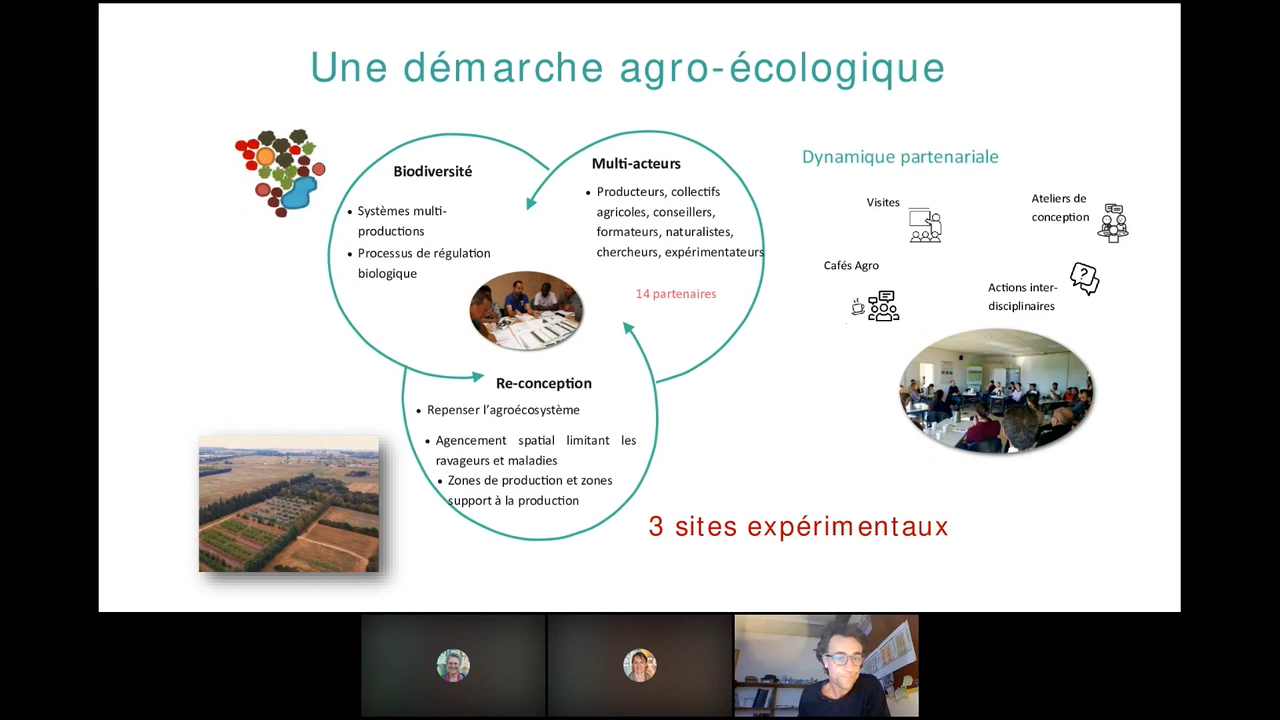 Une démarche agro-écologique
Biodiversité
• Systèmes multi-
productions
• Processus de régulation
biologique
Multi-acteurs
• Producteurs, collectifs
agricoles, conseillers,
formateurs, naturalistes,
chercheurs, expérimentateurs
14 partenaires
Re-conception
• Repenser l'agroécosystème
• Agencement spatial limitant les
ravageurs et maladies
• Zones de production et zones
support à la production
Dynamique partenariale
Visites
Ateliers de
conception
Cafés Agro
Actions inter-
disciplinaires
?
3 sites expérimentaux